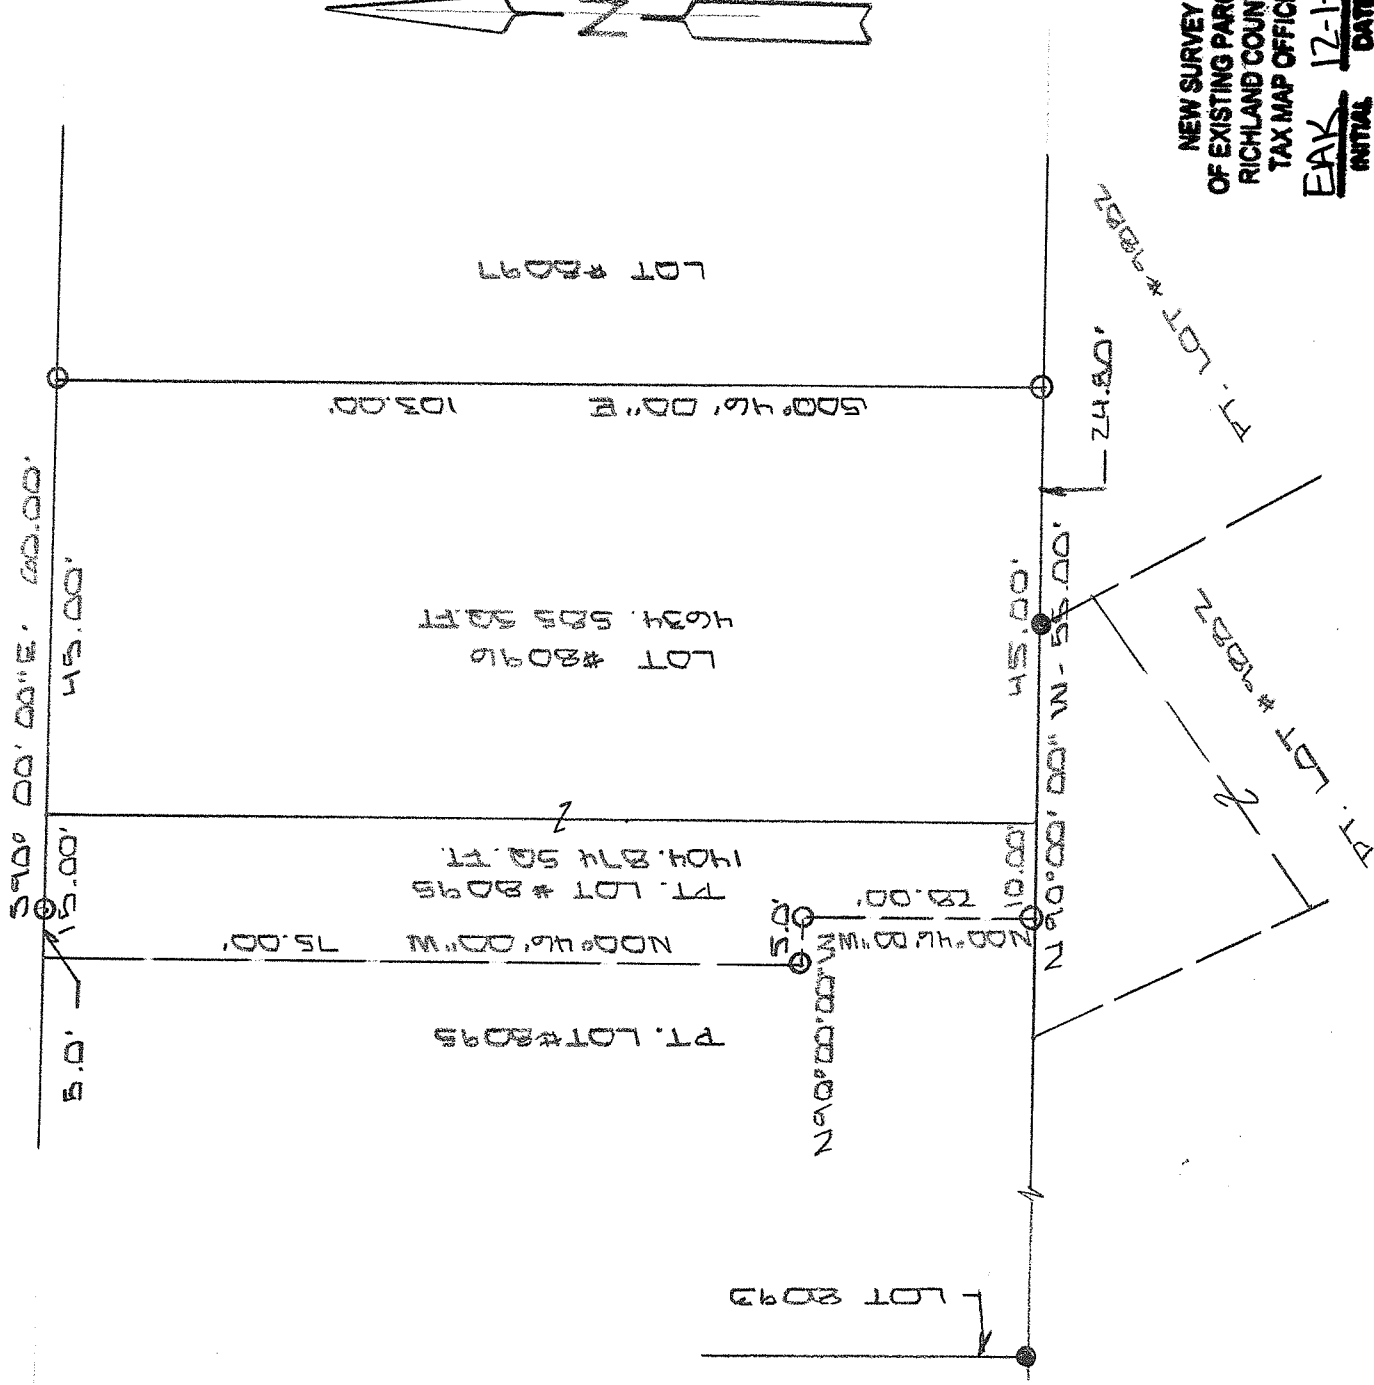 N
NEW SURVEY
OF EXISTING PARC
RICHLAND COUN
TAX MAP OFFIC
EAK 12-1-
INITIAL DATE
LOT #8097
S00°46'00"E 103.00'
S90°00'00"E. 60.00'
45.00'
LOT #8096
4634.585 SQ.FT
45.00'
24.80'
N90°00'00"W - 55.00'
15.00'
PT. LOT #8095
1404.874 SQ.FT.
10.00'
28.00'
N00°46'00"W
5.0'
N90°00'00"W
N00°46'00"W 75.00'
5.0'
PT. LOT #8095
PT. LOT #9802
PT. LOT #9802
LOT 8093